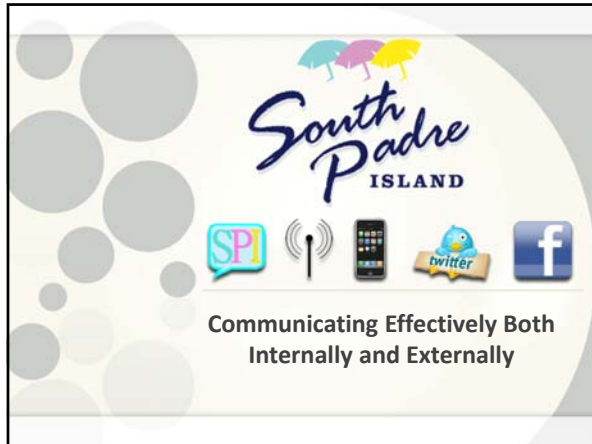 South
Padre
ISLAND
SPI
twitter
f
Communicating Effectively Both
Internally and Externally